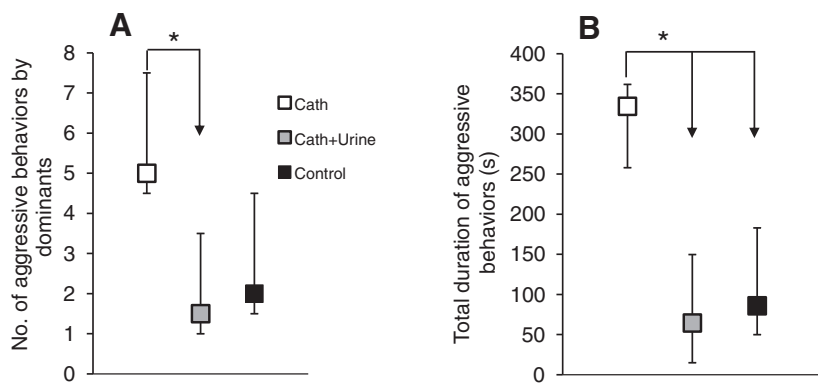 A
*
No. of aggressive behaviors by
dominants
8
7
6
5
4
3
2
1
0
Cath
Cath+Urine
Control
B
*
Total duration of aggressive
behaviors (s)
400
350
300
250
200
150
100
50
0